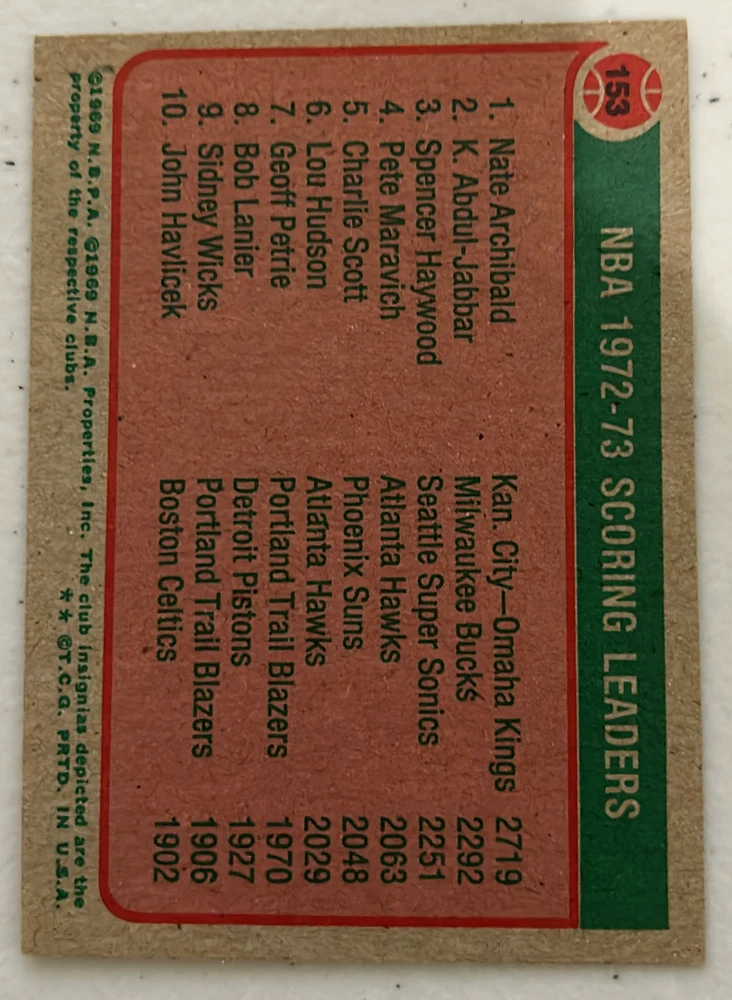 153
NBA 1972-73 SCORING LEADERS
1. Nate Archibald Kan. City—Omaha Kings 2719
2. K. Abdul-Jabbar Milwaukee Bucks 2292
3. Spencer Haywood Seattle Super Sonics 2251
4. Pete Maravich Atlanta Hawks 2063
5. Charlie Scott Phoenix Suns 2048
6. Lou Hudson Atlanta Hawks 2029
7. Geoff Petrie Portland Trail Blazers 1970
8. Bob Lanier Detroit Pistons 1927
9. Sidney Wicks Portland Trail Blazers 1906
10. John Havlicek Boston Celtics 1902
©1969 N.B.P.A. ©1969 N.B.A. Properties, Inc. The club insignias depicted are the
property of the respective clubs. ** ©T.C.G. PRTD. IN U.S.A.